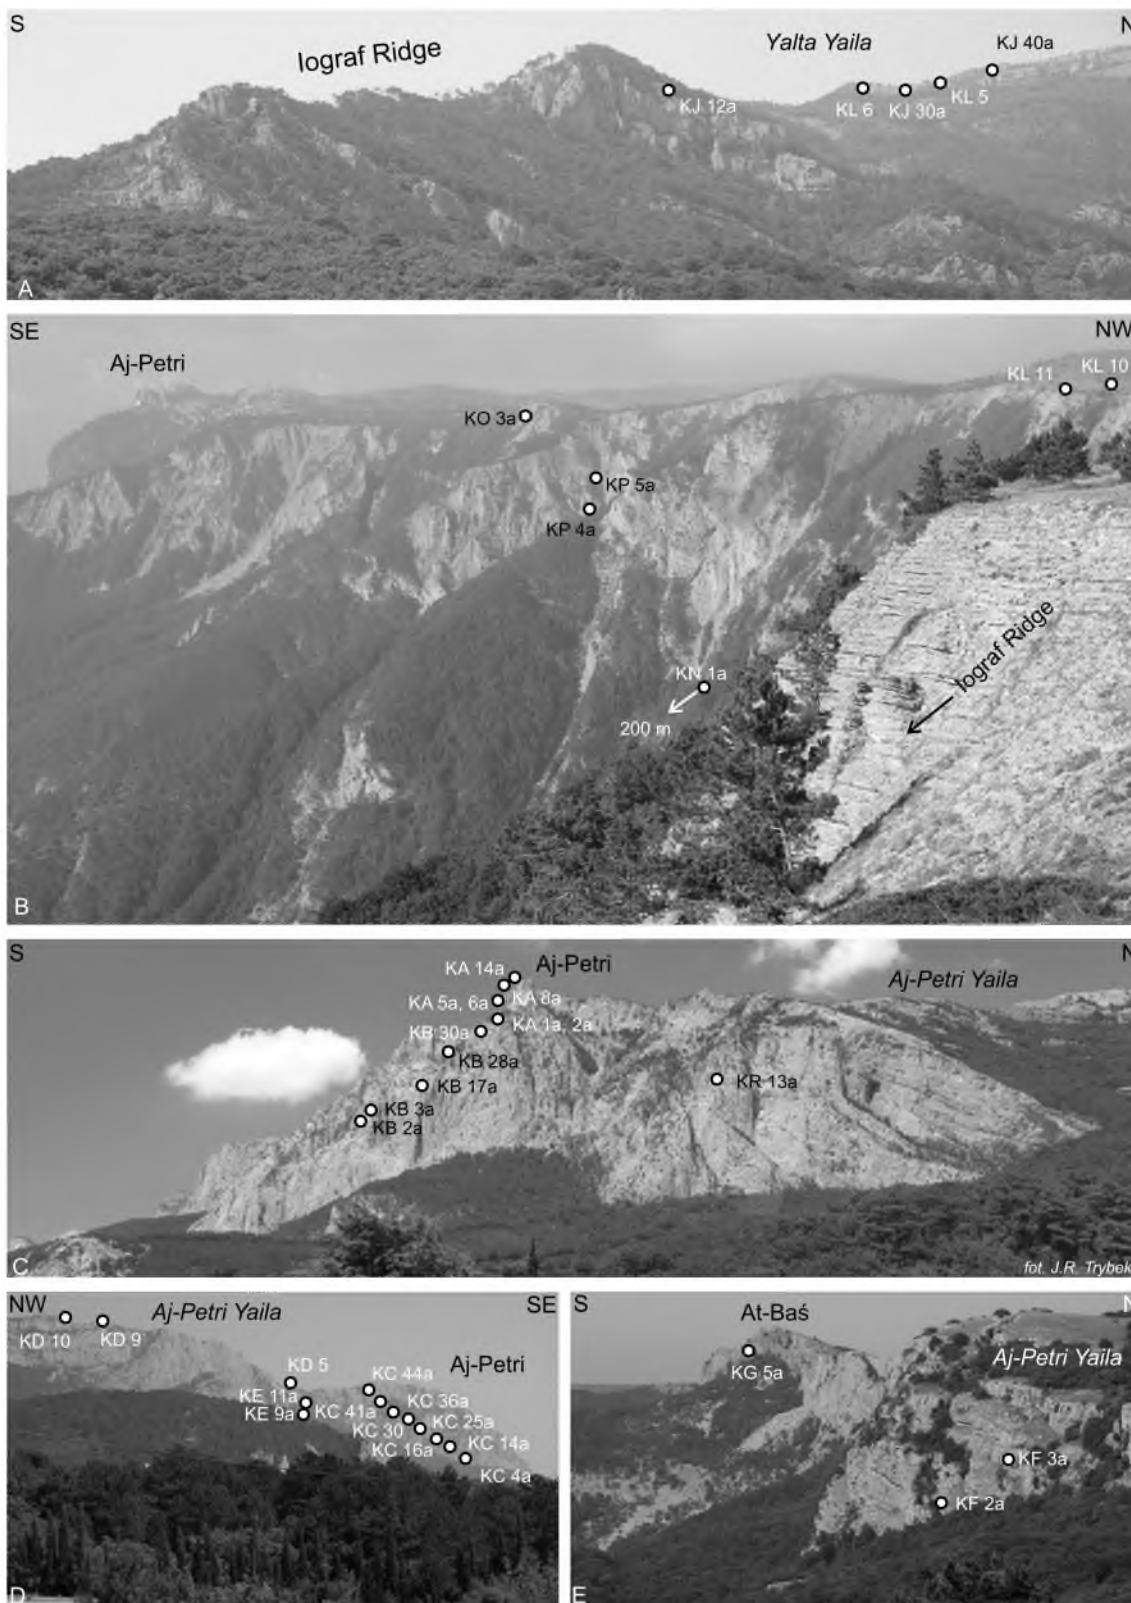 S
N
Iograf Ridge
Yalta Yaila
KJ 40a
KL 5
KJ 12a
KL 6
KJ 30a
A
SE
NW
Aj-Petri
KL 11
KL 10
KO 3a
KP 5a
KP 4a
KN 1a
200 m
Iograf Ridge
B
S
N
KA 14a
Aj-Petri
Aj-Petri Yaila
KA 5a, 6a
KA 8a
KA 1a, 2a
KB 30a
KB 28a
KB 17a
KR 13a
KB 3a
KB 2a
C
fot. J.R. Trybek
NW
Aj-Petri Yaila
SE
KD 10
KD 9
Aj-Petri
KD 5
KC 44a
KE 11a
KC 36a
KE 9a
KC 41a
KC 25a
KC 30
KC 16a
KC 14a
KC 4a
D
S
At-Baś
N
KG 5a
Aj-Petri Yaila
KF 3a
KF 2a
E